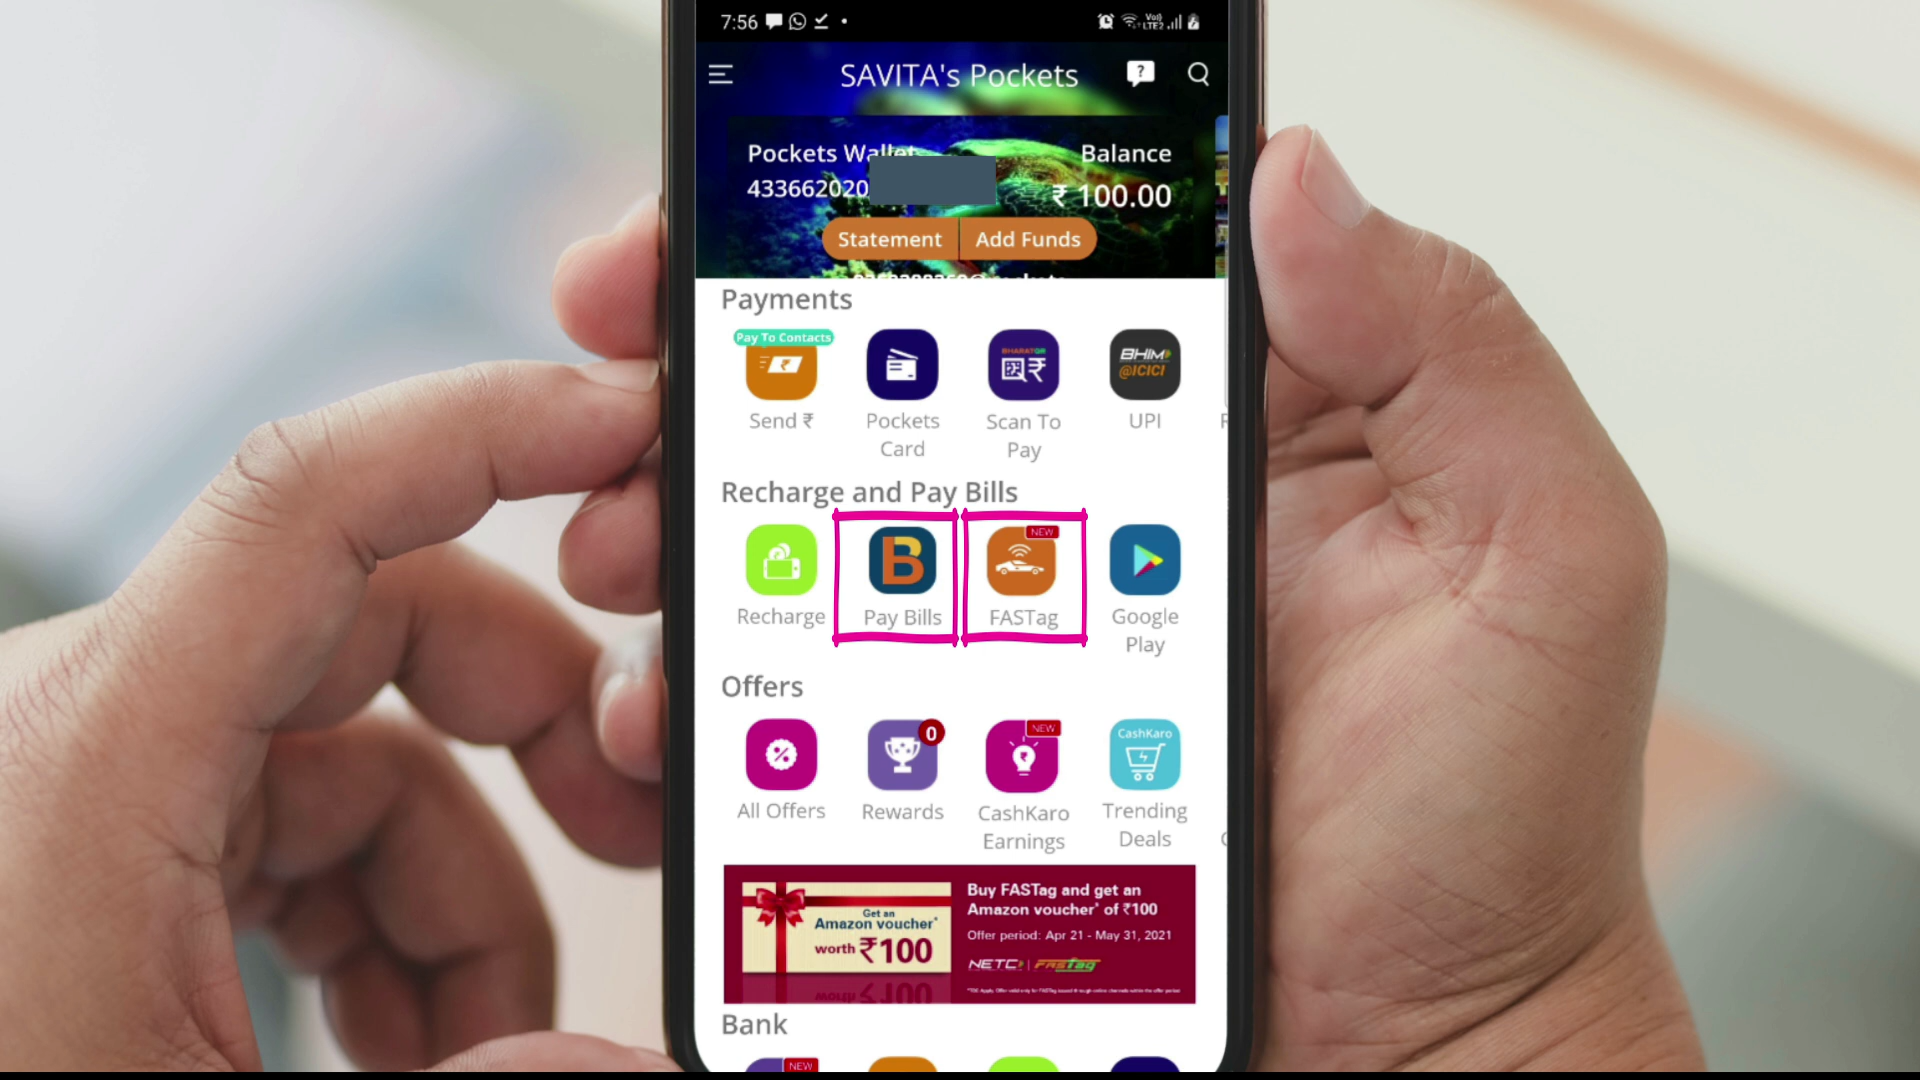 7:56
Vo)) LTE2
SAVITA's Pockets
?
Pockets Wallet
Balance
433662020
₹ 100.00
Statement
Add Funds
Payments
Pay To Contacts
BHARATQR
BHIM
@ICICI
Send ₹
Pockets Card
Scan To Pay
UPI
Recharge and Pay Bills
B
NEW
Recharge
Pay Bills
FASTag
Google Play
Offers
0
NEW
CashKaro
All Offers
Rewards
CashKaro Earnings
Trending Deals
Get an
Amazon voucher*
worth ₹100
Buy FASTag and get an
Amazon voucher* of ₹100
Offer period: Apr 21 - May 31, 2021
NETC | FASTag
Bank
NEW